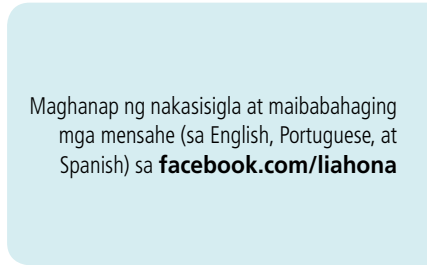 Maghanap ng nakasisigla at maibabahaging
mga mensahe (sa English, Portuguese, at
Spanish) sa facebook.com/liahona